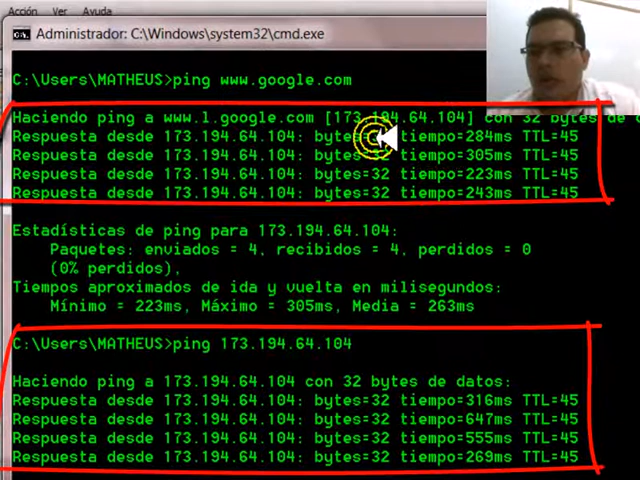 Acción Ver Ayuda
Administrador: C:\Windows\system32\cmd.exe
C:\Users\MATHEUS>ping www.google.com
Haciendo ping a www.l.google.com [173.194.64.104] con 32 bytes de
Respuesta desde 173.194.64.104: bytes=32 tiempo=284ms TTL=45
Respuesta desde 173.194.64.104: bytes=32 tiempo=305ms TTL=45
Respuesta desde 173.194.64.104: bytes=32 tiempo=223ms TTL=45
Respuesta desde 173.194.64.104: bytes=32 tiempo=243ms TTL=45
Estadísticas de ping para 173.194.64.104:
Paquetes: enviados = 4, recibidos = 4, perdidos = 0
(0% perdidos),
Tiempos aproximados de ida y vuelta en milisegundos:
Mínimo = 223ms, Máximo = 305ms, Media = 263ms
C:\Users\MATHEUS>ping 173.194.64.104
Haciendo ping a 173.194.64.104 con 32 bytes de datos:
Respuesta desde 173.194.64.104: bytes=32 tiempo=316ms TTL=45
Respuesta desde 173.194.64.104: bytes=32 tiempo=647ms TTL=45
Respuesta desde 173.194.64.104: bytes=32 tiempo=555ms TTL=45
Respuesta desde 173.194.64.104: bytes=32 tiempo=269ms TTL=45